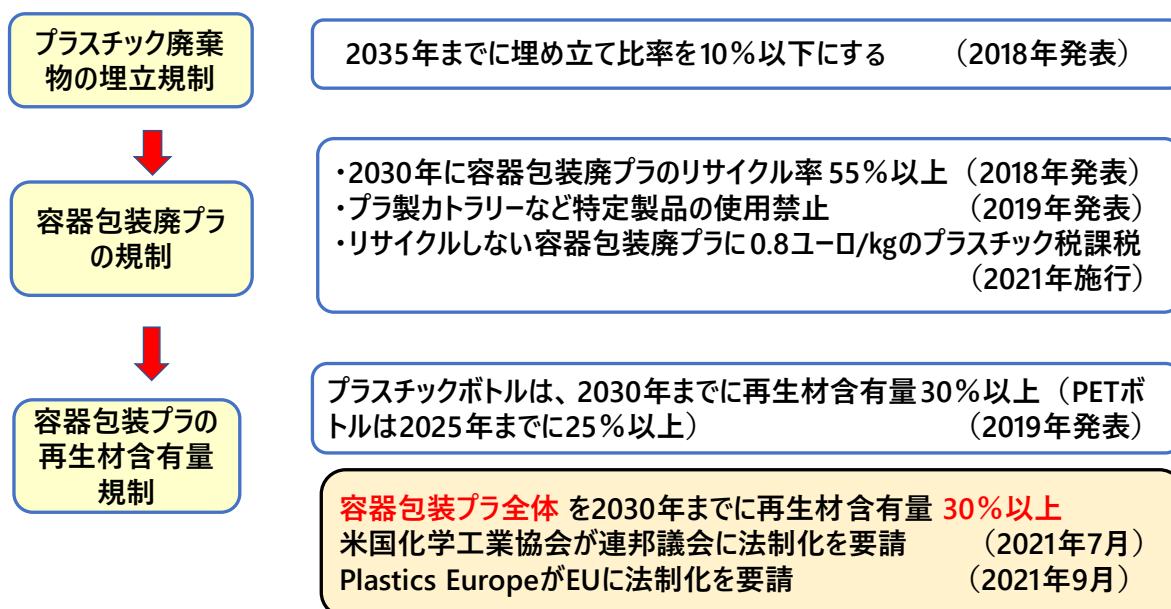 プラスチック廃棄
物の埋立規制
2035年までに埋め立て比率を10%以下にする （2018年発表）
容器包装廃プラ
の規制
・2030年に容器包装廃プラのリサイクル率55%以上 （2018年発表）
・プラ製カトラリーなど特定製品の使用禁止 （2019年発表）
・リサイクルしない容器包装廃プラに0.8ユーロ/kgのプラスチック税課税
（2021年施行）
容器包装プラの
再生材含有量
規制
プラスチックボトルは、2030年までに再生材含有量30%以上（PETボ
トルは2025年までに25%以上） （2019年発表）
容器包装プラ全体 を2030年までに再生材含有量 30%以上
米国化学工業協会が連邦議会に法制化を要請 （2021年7月）
Plastics EuropeがEUに法制化を要請 （2021年9月）